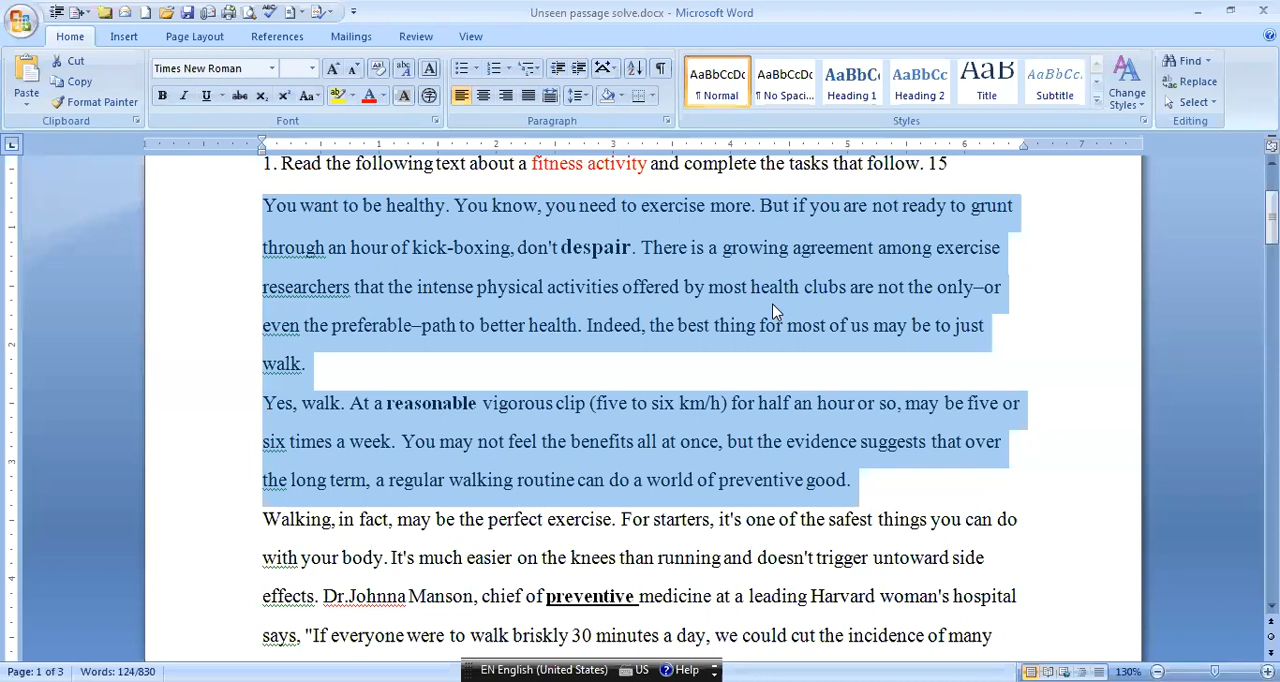 Unseen passage solve.docx - Microsoft Word
Home Insert Page Layout References Mailings Review View
Paste
Cut
Copy
Format Painter
Clipboard
Times New Roman
Font
Paragraph
AaBbCcDc AaBbCcDc AaBbC AaBbCc AaB AaBbCc
¶ Normal ¶ No Spaci... Heading 1 Heading 2 Title Subtitle
Change Styles
Styles
Find
Replace
Select
Editing
1. Read the following text about a fitness activity and complete the tasks that follow. 15
You want to be healthy. You know, you need to exercise more. But if you are not ready to grunt
through an hour of kick-boxing, don't despair. There is a growing agreement among exercise
researchers that the intense physical activities offered by most health clubs are not the only–or
even the preferable–path to better health. Indeed, the best thing for most of us may be to just
walk.
Yes, walk. At a reasonable vigorous clip (five to six km/h) for half an hour or so, may be five or
six times a week. You may not feel the benefits all at once, but the evidence suggests that over
the long term, a regular walking routine can do a world of preventive good.
Walking, in fact, may be the perfect exercise. For starters, it's one of the safest things you can do
with your body. It's much easier on the knees than running and doesn't trigger untoward side
effects. Dr.Johnna Manson, chief of preventive medicine at a leading Harvard woman's hospital
says, "If everyone were to walk briskly 30 minutes a day, we could cut the incidence of many
Page: 1 of 3 Words: 124/830 EN English (United States) US Help 130%